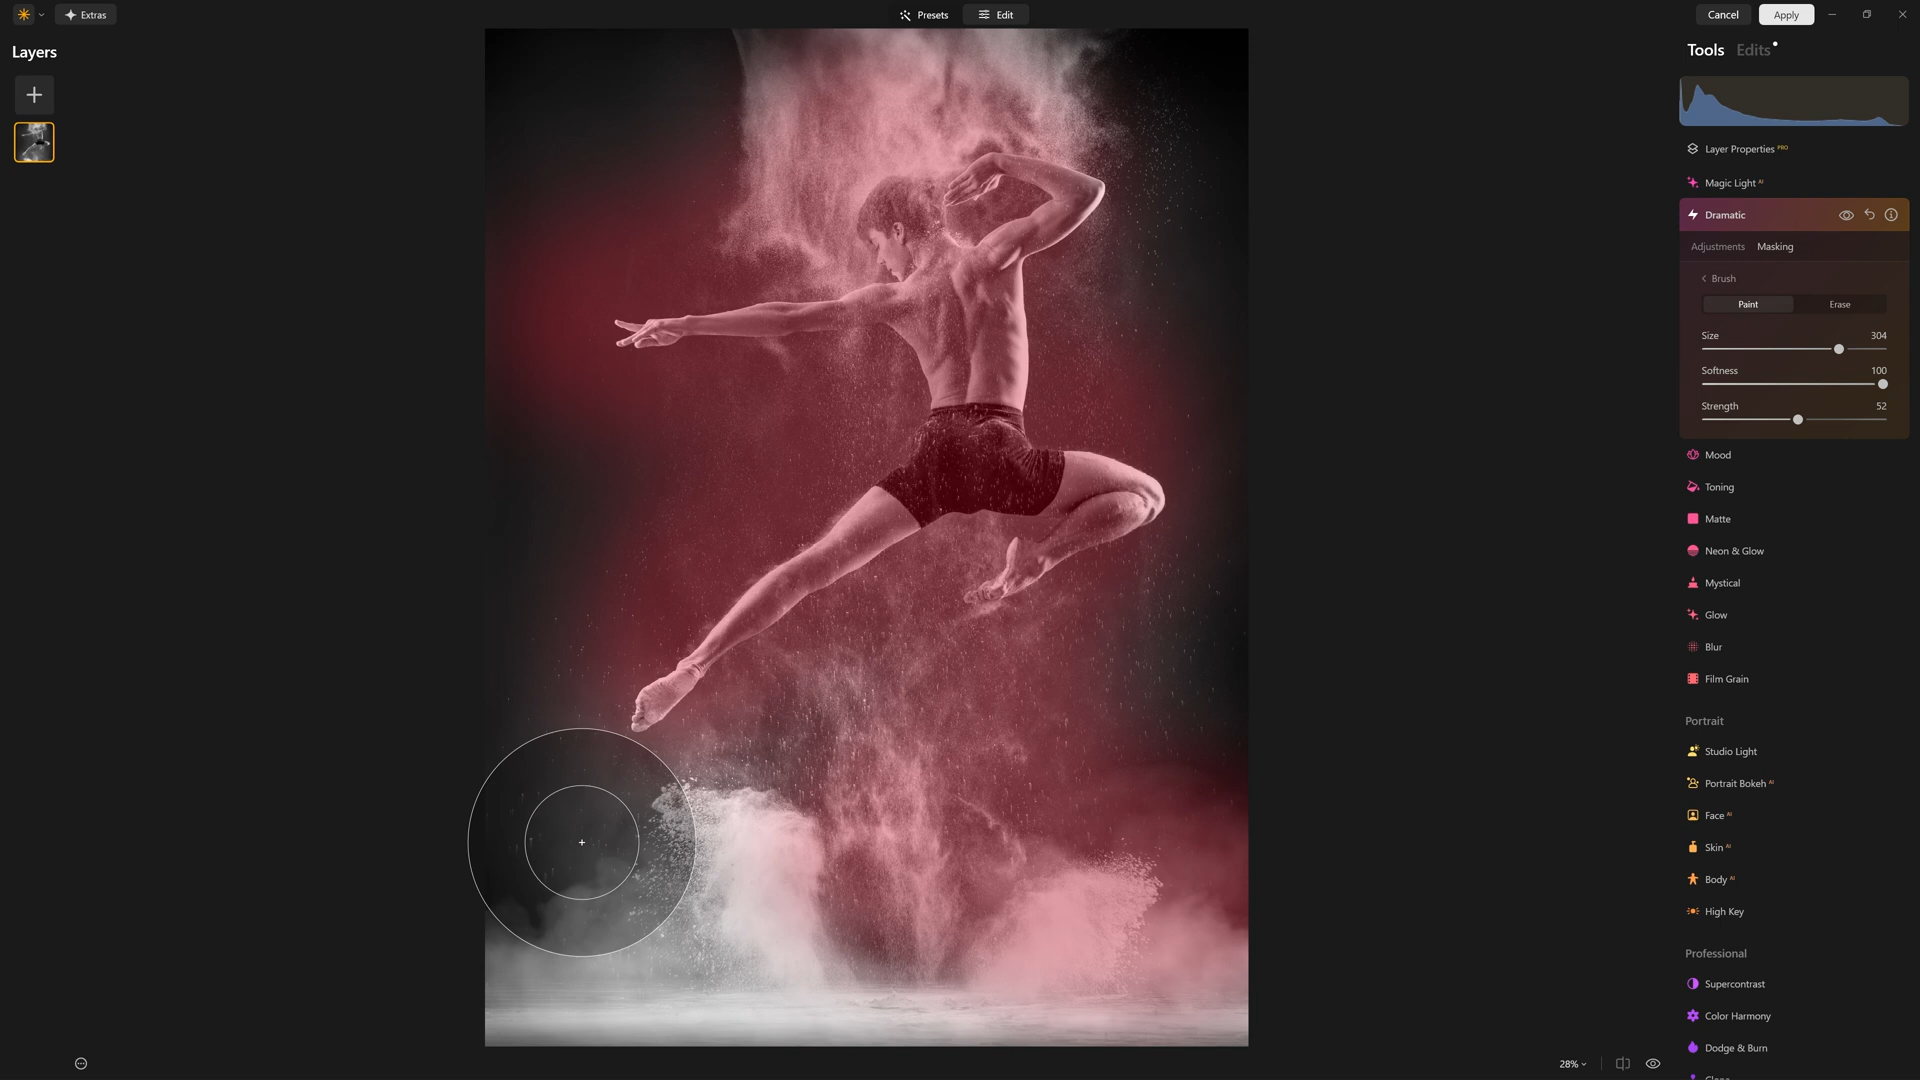 Extras
Presets
Edit
Cancel
Apply
Layers
Tools Edits
Layer Properties PRO
Magic Light AI
Dramatic
Adjustments Masking
Brush
Paint Erase
Size 304
Softness 100
Strength 52
Mood
Toning
Matte
Neon & Glow
Mystical
Glow
Blur
Film Grain
Portrait
Studio Light
Portrait Bokeh AI
Face AI
Skin AI
Body AI
High Key
Professional
Supercontrast
Color Harmony
Dodge & Burn
28%